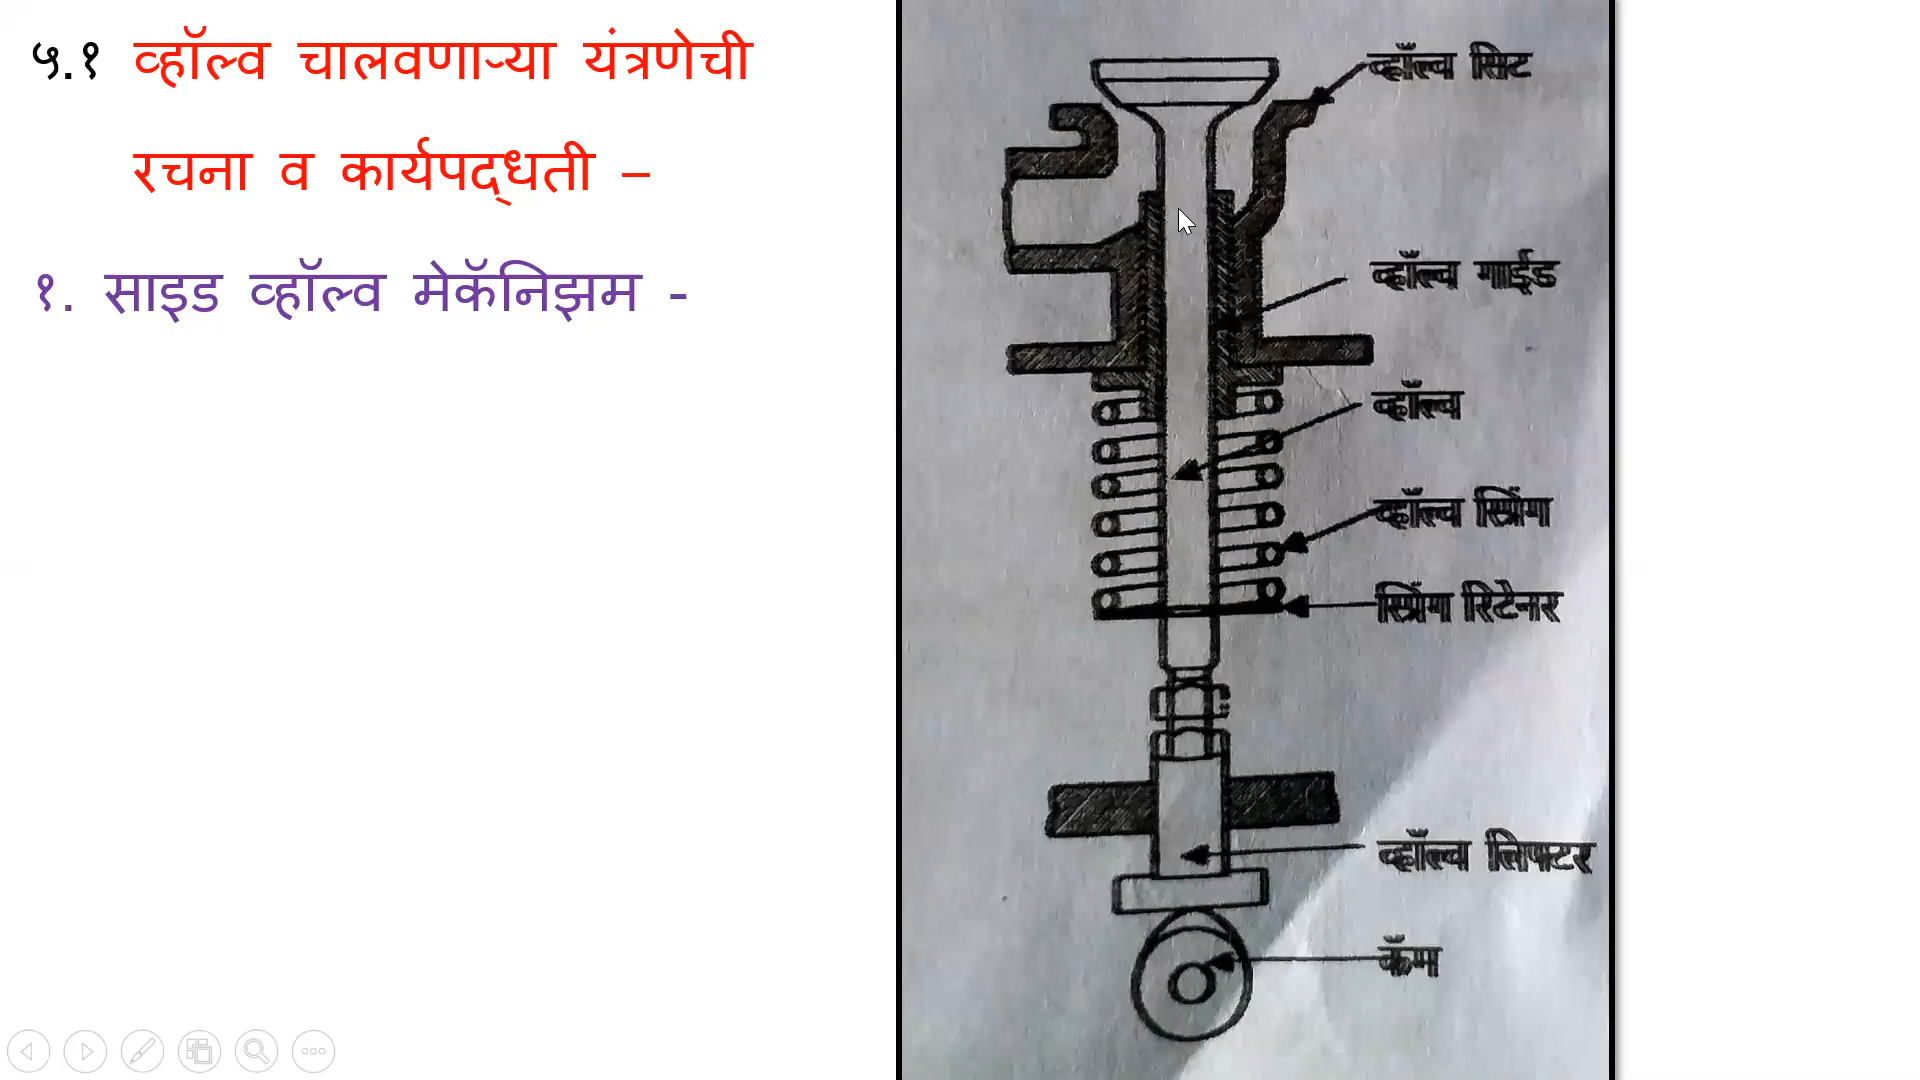 ५.१ व्हॉल्व चालवणाऱ्या यंत्रणेची
रचना व कार्यपद्धती –
१. साइड व्हॉल्व मेकॅनिझम -
व्हॉल्व सिट
व्हॉल्व गाईड
व्हॉल्व
व्हॉल्व स्प्रिंग
स्प्रिंग रिटेनर
व्हॉल्व लिफ्टर
कॅम